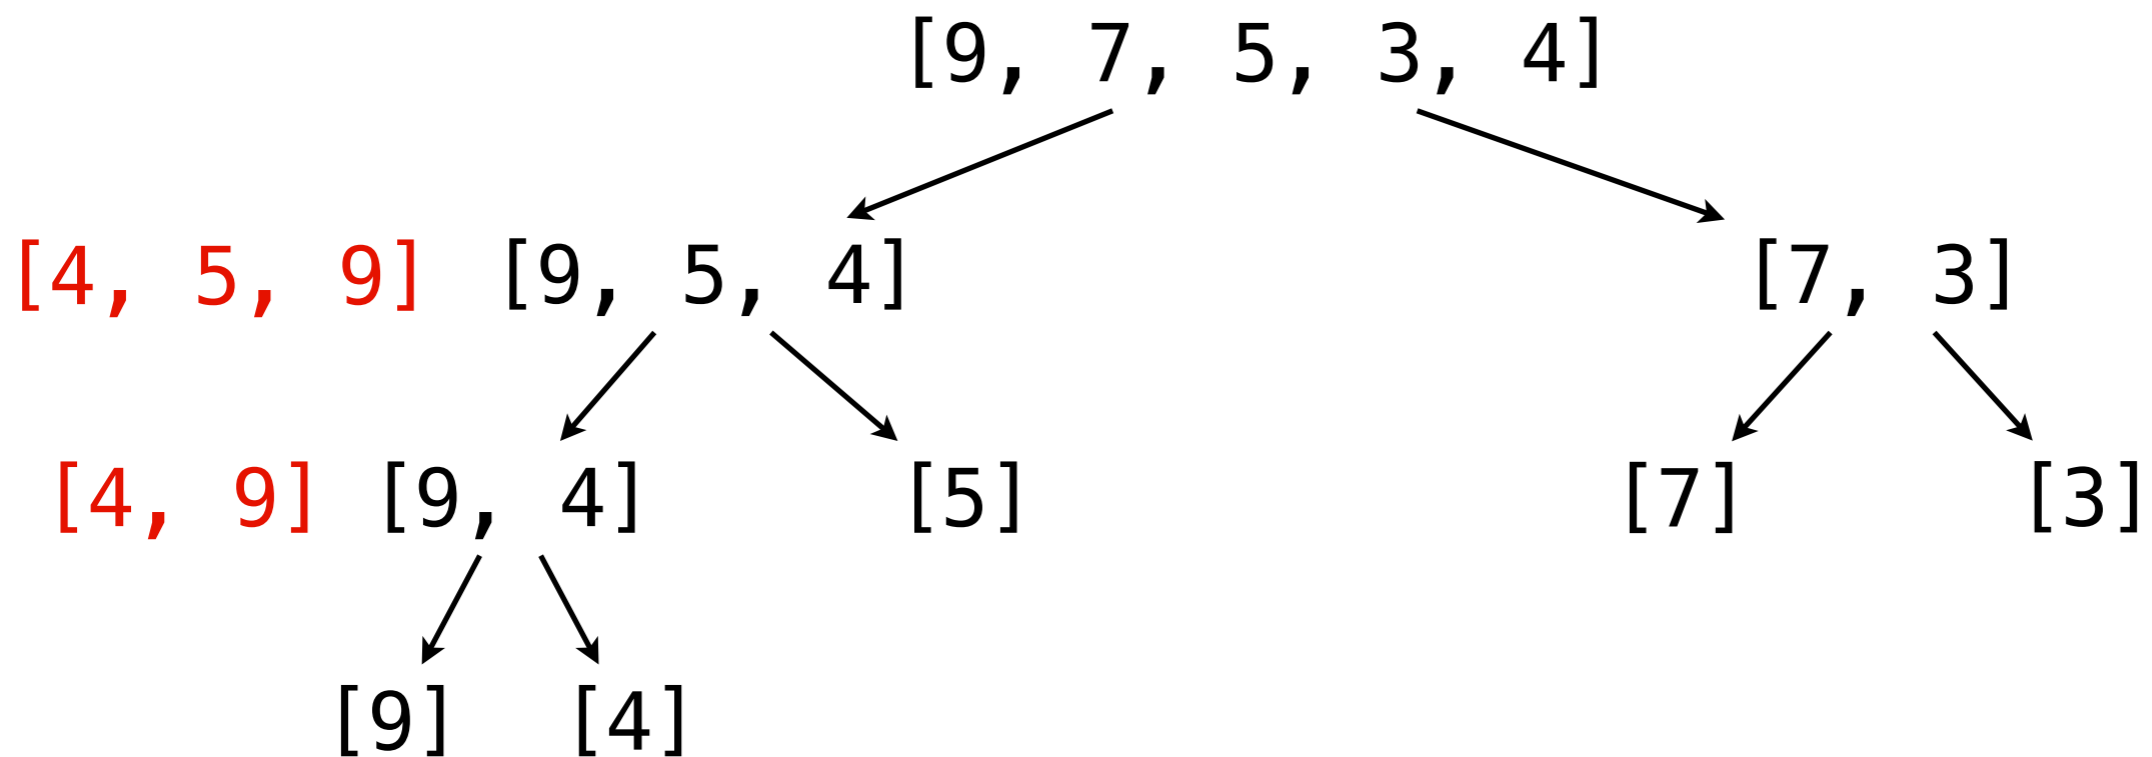 [9, 7, 5, 3, 4]
[4, 5, 9] [9, 5, 4] [7, 3]
[4, 9] [9, 4] [5] [7] [3]
[9] [4]